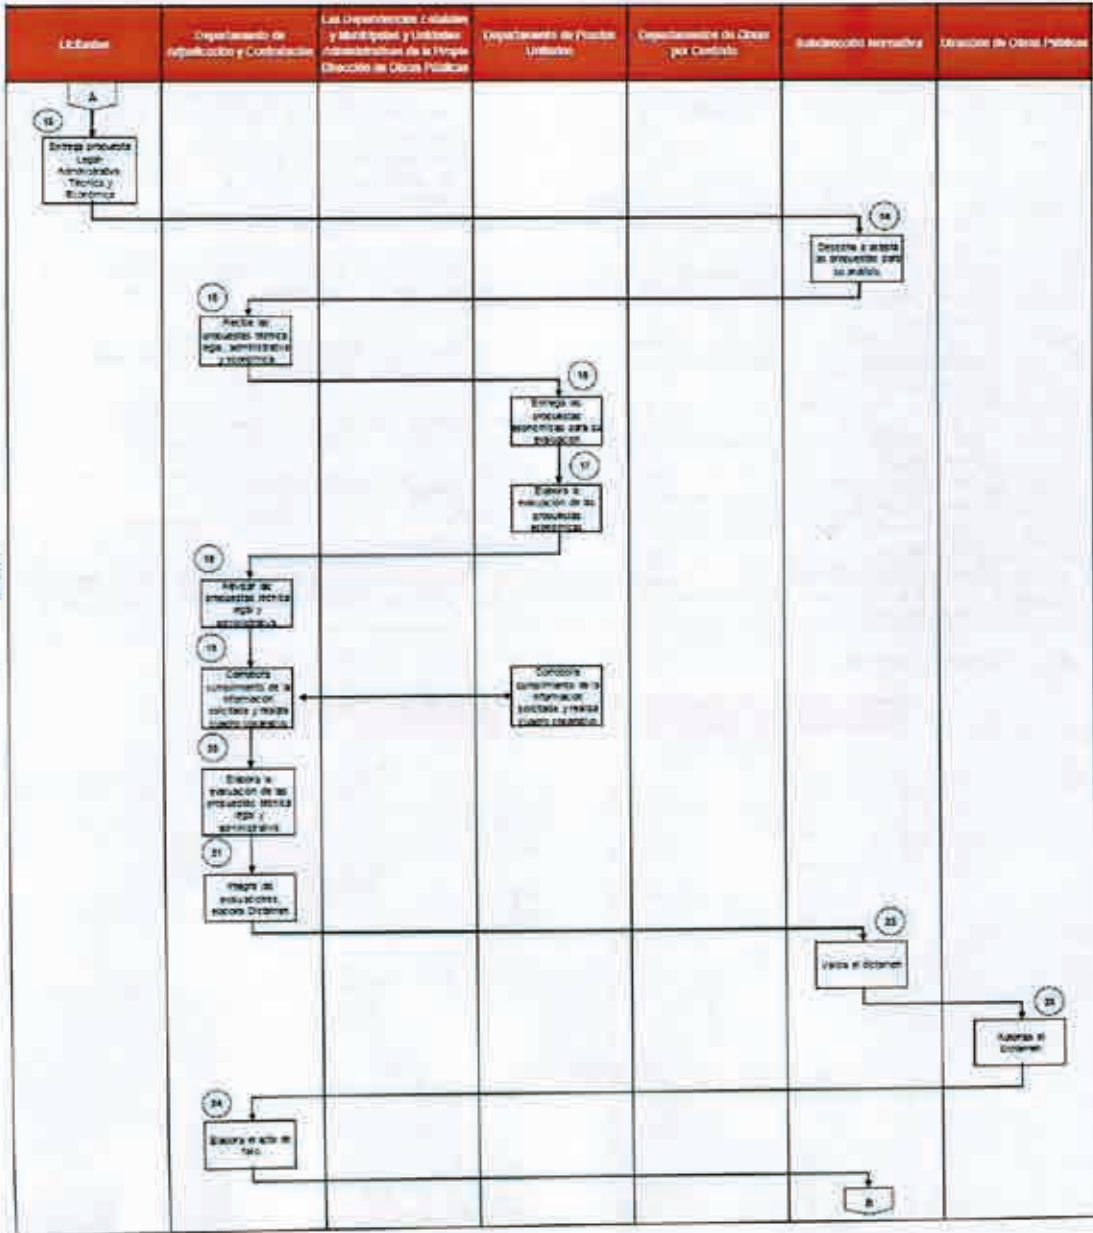 Licitantes
Departamento de
Adjudicación y Contratación
Las Dependencias Estatales
y Municipales y Unidades
Administrativas de la Propia
Dirección de Obras Públicas
Departamento de Precios
Unitarios
Departamentos de Obras
por Contrato
Subdirección Normativa
Dirección de Obras Públicas
A
Entrega propuesta
Legal-
Administrativa
Técnica y
Económica
14
Desecha o acepta
las propuestas para
su análisis.
15
Recibe las
propuestas técnica,
legal, administrativa
y económica.
16
Entrega las
propuestas
económicas para su
evaluación
17
Elabora la
evaluación de las
propuestas
económicas
18
Revisar las
propuestas técnica
legal y
administrativa
19
Corrobora
cumplimiento de la
información
solicitada y realiza
cuadro comparativo
Corrobora
cumplimiento de la
información
solicitada y realiza
cuadro comparativo
20
Elabora la
evaluación de las
propuestas técnica
legal y
administrativa
21
Integra las
evaluaciones,
elabora Dictamen
22
Valida el dictamen
23
Autoriza el
Dictamen
24
Elabora el acta de
fallo.
B